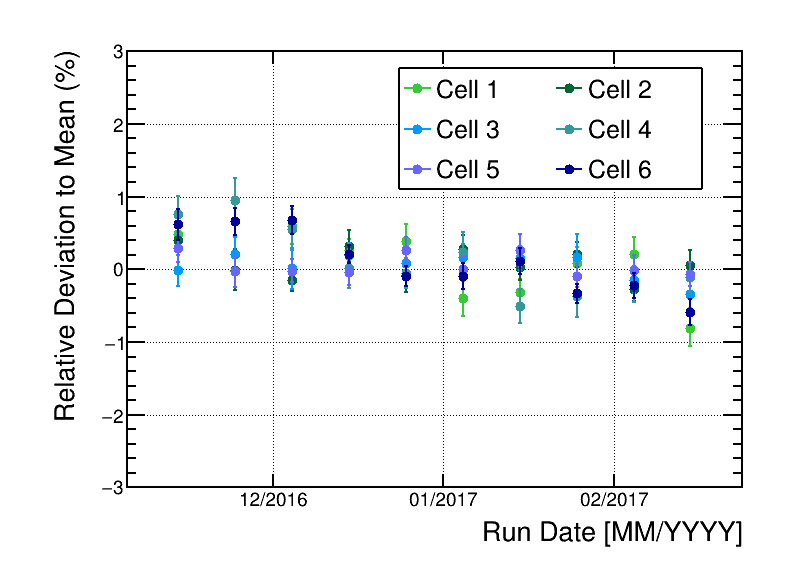 Relative Deviation to Mean (%)
3
2
1
0
−1
−2
−3
Cell 1 Cell 2
Cell 3 Cell 4
Cell 5 Cell 6
12/2016 01/2017 02/2017
Run Date [MM/YYYY]